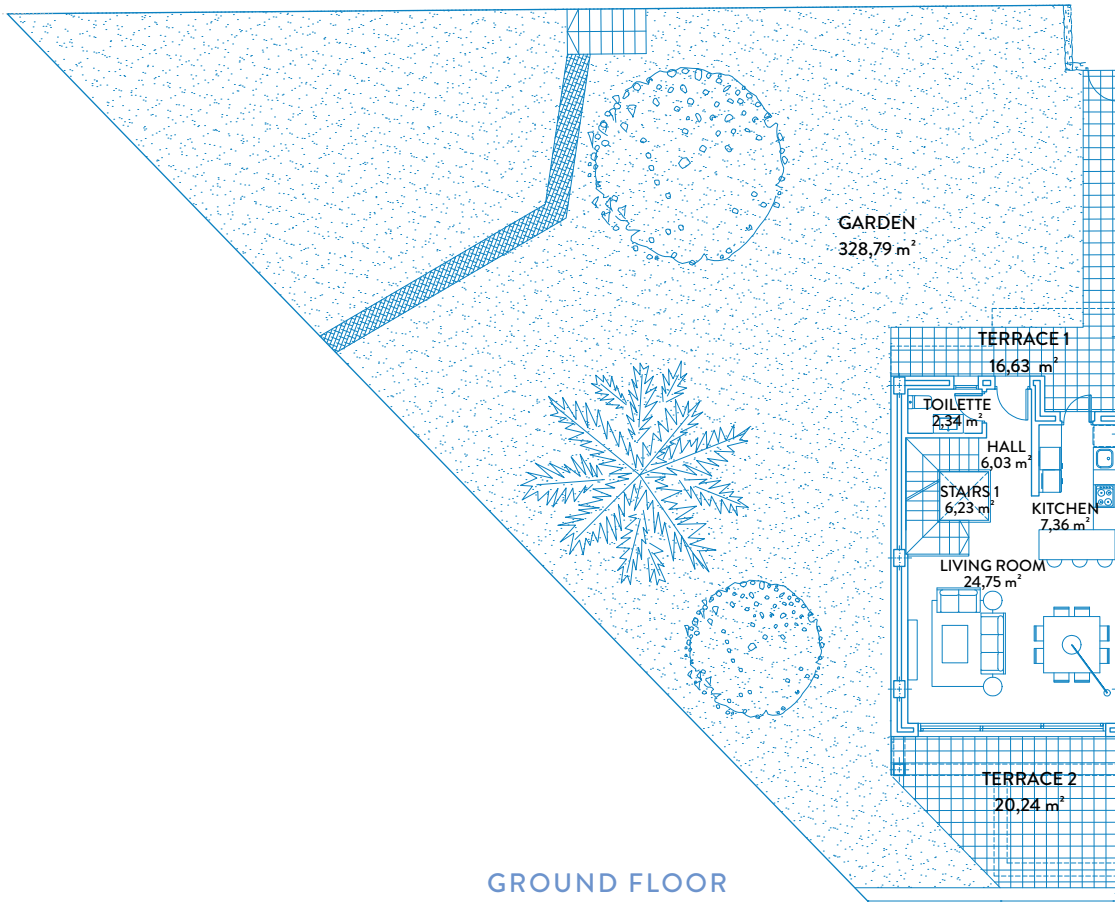 GARDEN
328,79 m²
TERRACE 1
16,63 m²
TOILETTE
2,34 m²
HALL
6,03 m²
STAIRS 1
6,23 m²
KITCHEN
7,36 m²
LIVING ROOM
24,75 m²
TERRACE 2
20,24 m²
GROUND FLOOR